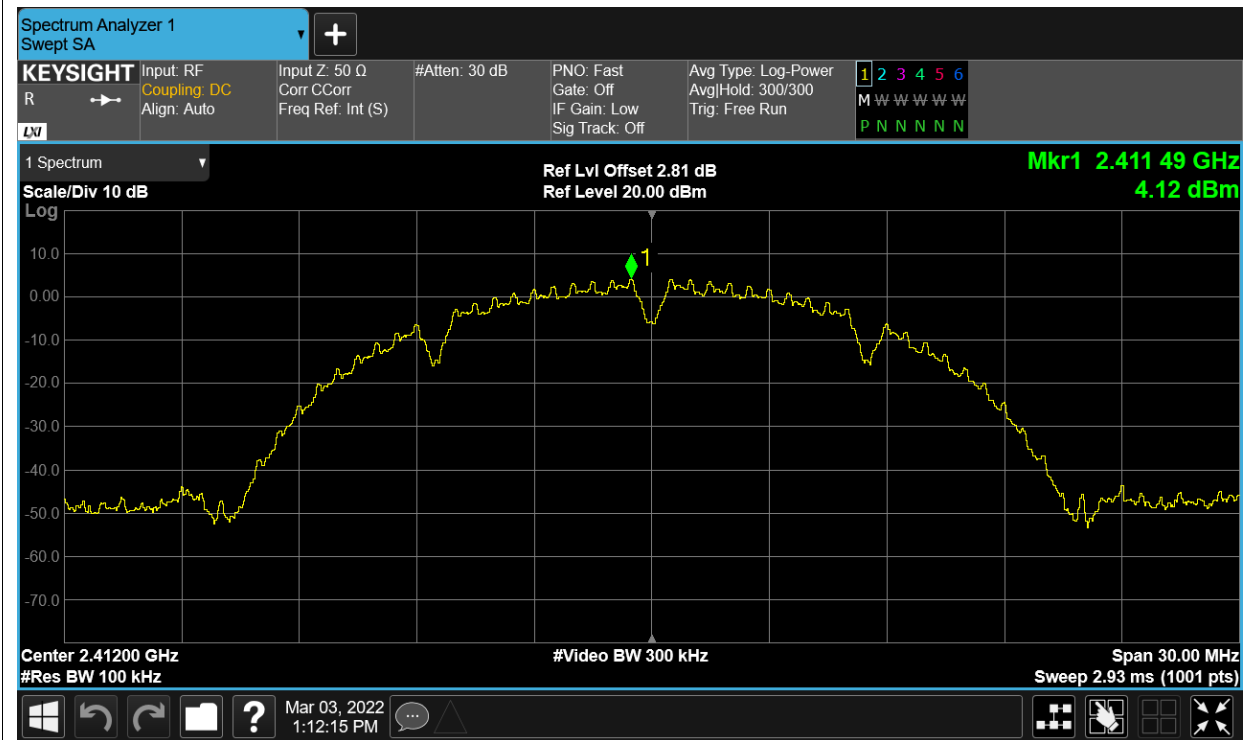 Spectrum Analyzer 1
Swept SA
+
KEYSIGHT
R
LXI
Input: RF
Coupling: DC
Align: Auto
Input Z: 50 Ω
Corr CCorr
Freq Ref: Int (S)
#Atten: 30 dB
PNO: Fast
Gate: Off
IF Gain: Low
Sig Track: Off
Avg Type: Log-Power
Avg|Hold: 300/300
Trig: Free Run
1 2 3 4 5 6
M W W W W W
P N N N N N
1 Spectrum
Scale/Div 10 dB
Log
Ref Lvl Offset 2.81 dB
Ref Level 20.00 dBm
Mkr1 2.411 49 GHz
4.12 dBm
1
10.0
0.00
-10.0
-20.0
-30.0
-40.0
-50.0
-60.0
-70.0
Center 2.41200 GHz
#Res BW 100 kHz
#Video BW 300 kHz
Span 30.00 MHz
Sweep 2.93 ms (1001 pts)
?
Mar 03, 2022
1:12:15 PM